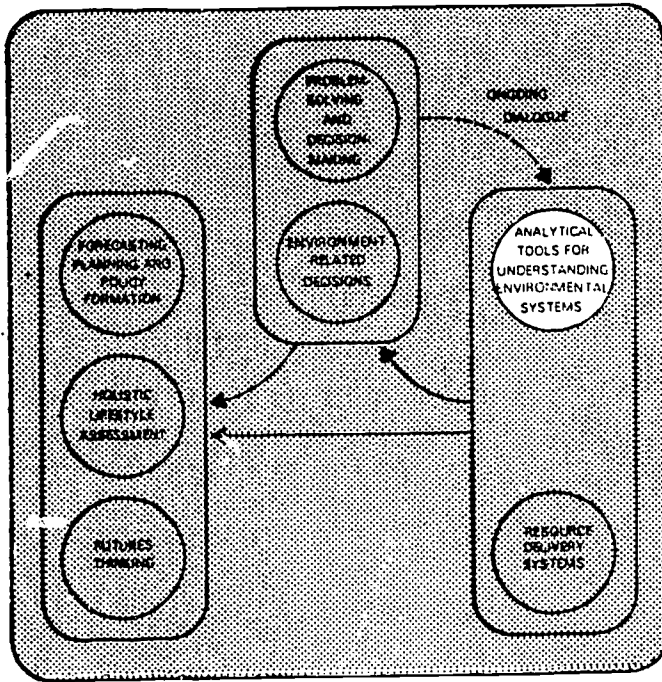 PROBLEM-
SOLVING
AND
DECISION-
MAKING
ONGOING
DIALOGUE
ENVIRONMENT
RELATED
DECISIONS
FORECASTING
PLANNING AND
POLICY
FORMATION
HOLISTIC
LIFESTYLE
ASSESSMENT
FUTURES
THINKING
ANALYTICAL
TOOLS FOR
UNDERSTANDING
ENVIRONMENTAL
SYSTEMS
RESOURCE
DELIVERY
SYSTEMS